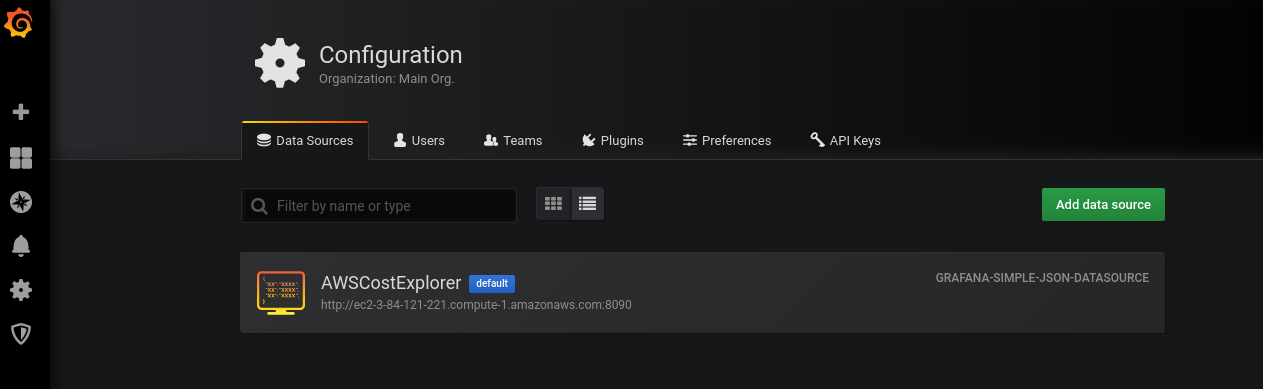 Configuration
Organization: Main Org.
Data Sources Users Teams Plugins Preferences API Keys
Filter by name or type
Add data source
AWSCostExplorer default
GRAFANA-SIMPLE-JSON-DATASOURCE
http://ec2-3-84-121-221.compute-1.amazonaws.com:8090